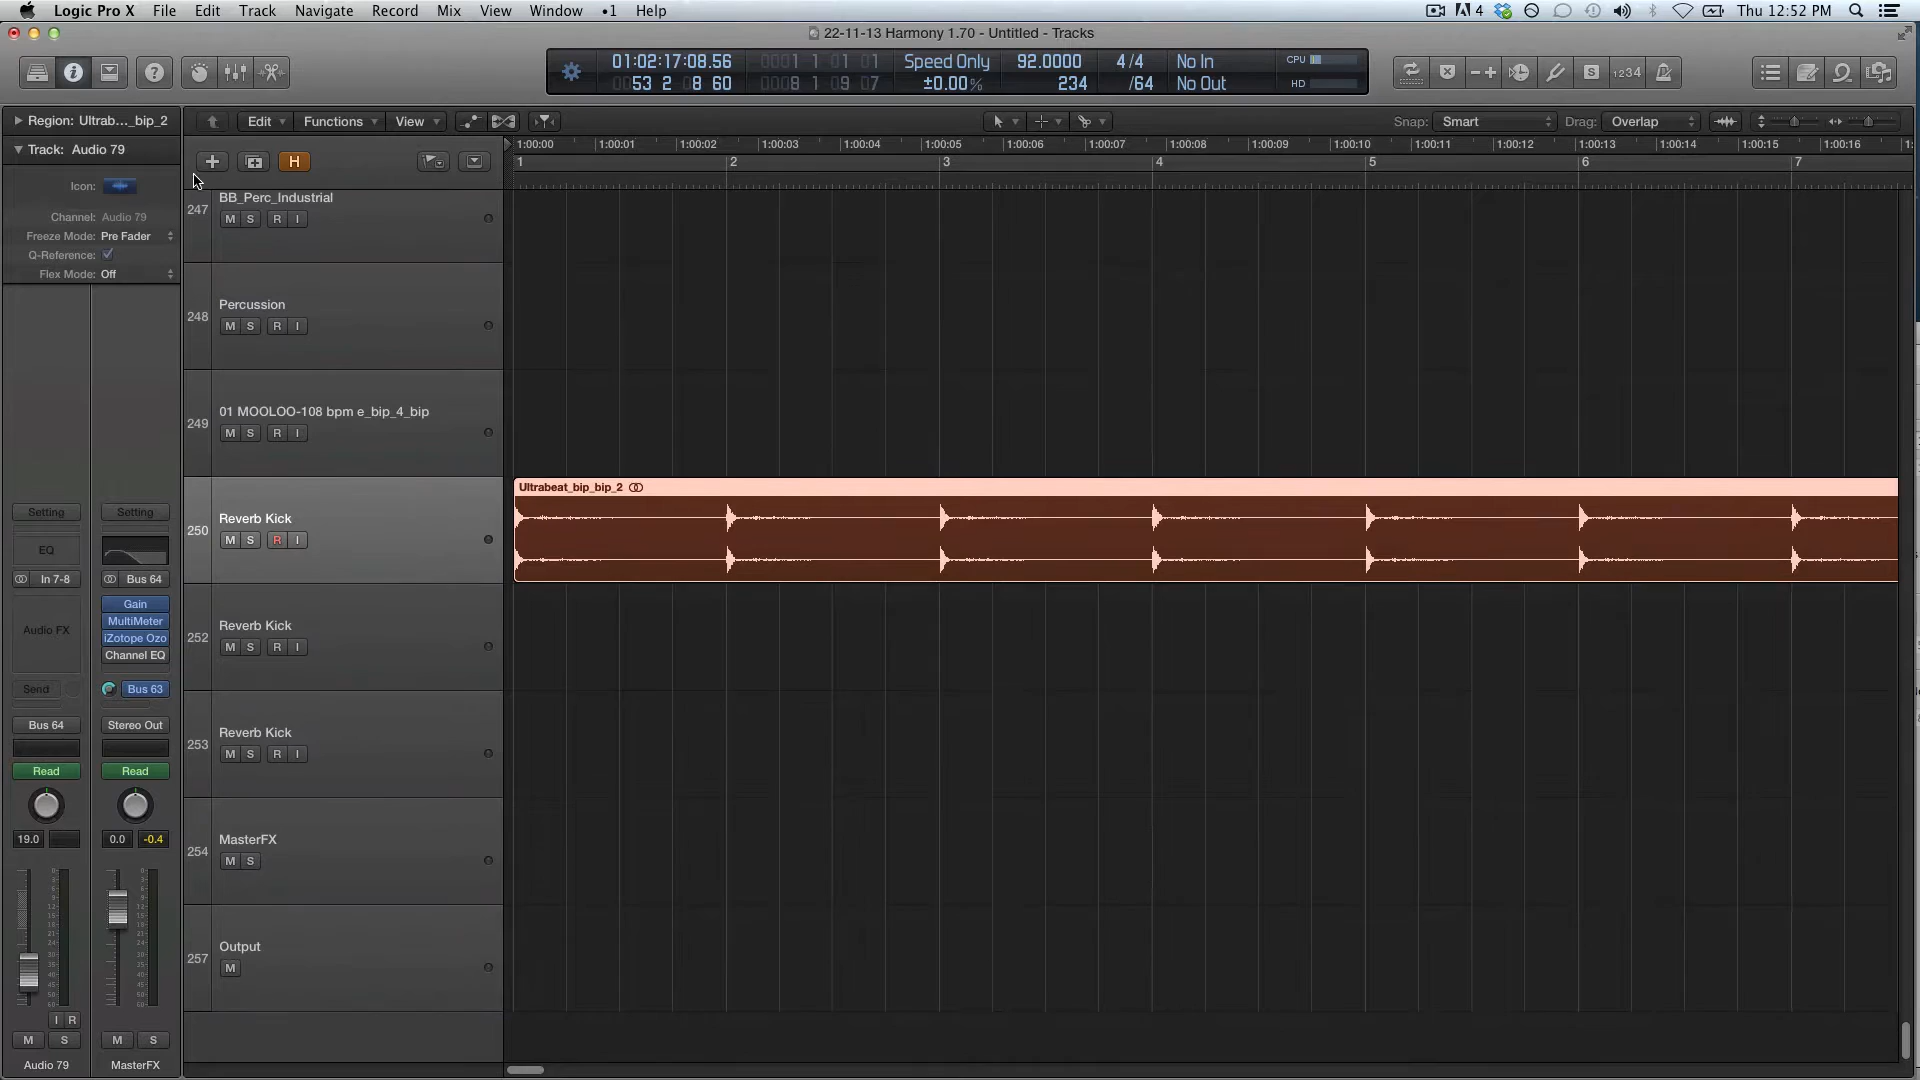 Logic Pro X File Edit Track Navigate Record Mix View Window •1 Help 4 Thu 12:52 PM
22-11-13 Harmony 1.70 - Untitled - Tracks
01:02:17:08.56 0001 1 01 01 Speed Only 92.0000 4/4 No In CPU
53 2 8 60 0008 1 09 07 ±0.00% 234 /64 No Out HD
1234
Region: Ultrab..._bip_2 Edit Functions View Snap: Smart Drag: Overlap
Track: Audio 79
1:00:00 1:00:01 1:00:02 1:00:03 1:00:04 1:00:05 1:00:06 1:00:07 1:00:08 1:00:09 1:00:10 1:00:11 1:00:12 1:00:13 1:00:14 1:00:15 1:00:16 1:
H
1 2 3 4 5 6 7
Icon:
Channel: Audio 79
Freeze Mode: Pre Fader
Q-Reference:
Flex Mode: Off
247 BB_Perc_Industrial
M S R I
248 Percussion
M S R I
249 01 MOOLOO-108 bpm e_bip_4_bip
M S R I
Ultrabeat_bip_bip_2
250 Reverb Kick
M S R I
252 Reverb Kick
M S R I
253 Reverb Kick
M S R I
254 MasterFX
M S
257 Output
M
Setting Setting
EQ
In 7-8 Bus 64
Gain
MultiMeter
Audio FX iZotope Ozo
Channel EQ
Send Bus 63
Bus 64 Stereo Out
Read Read
19.0 0.0 -0.4
I R
M S M S
Audio 79 MasterFX